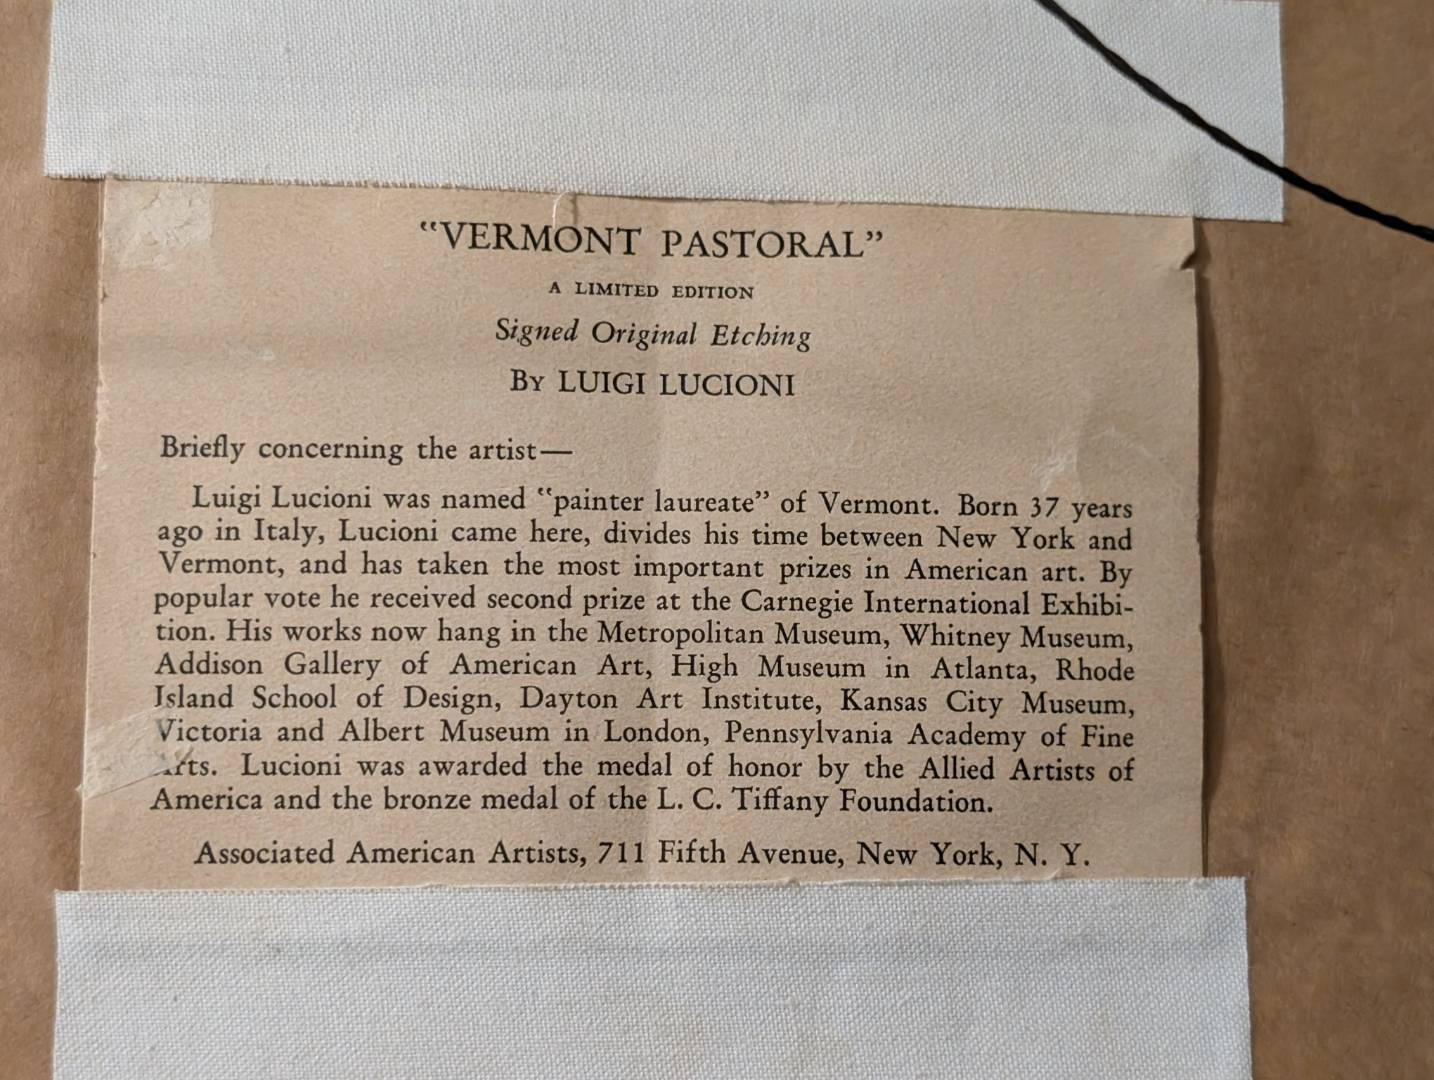 “VERMONT PASTORAL”
A LIMITED EDITION
Signed Original Etching
By LUIGI LUCIONI
Briefly concerning the artist—
Luigi Lucioni was named “painter laureate” of Vermont. Born 37 years
ago in Italy, Lucioni came here, divides his time between New York and
Vermont, and has taken the most important prizes in American art. By
popular vote he received second prize at the Carnegie International Exhibi-
tion. His works now hang in the Metropolitan Museum, Whitney Museum,
Addison Gallery of American Art, High Museum in Atlanta, Rhode
Island School of Design, Dayton Art Institute, Kansas City Museum,
Victoria and Albert Museum in London, Pennsylvania Academy of Fine
Arts. Lucioni was awarded the medal of honor by the Allied Artists of
America and the bronze medal of the L. C. Tiffany Foundation.
Associated American Artists, 711 Fifth Avenue, New York, N. Y.